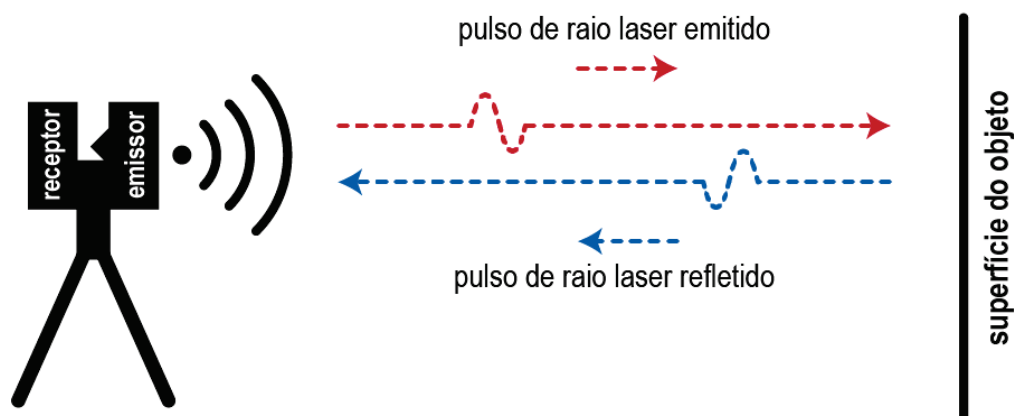 pulso de raio laser emitido
receptor
emissor
pulso de raio laser refletido
superfície do objeto